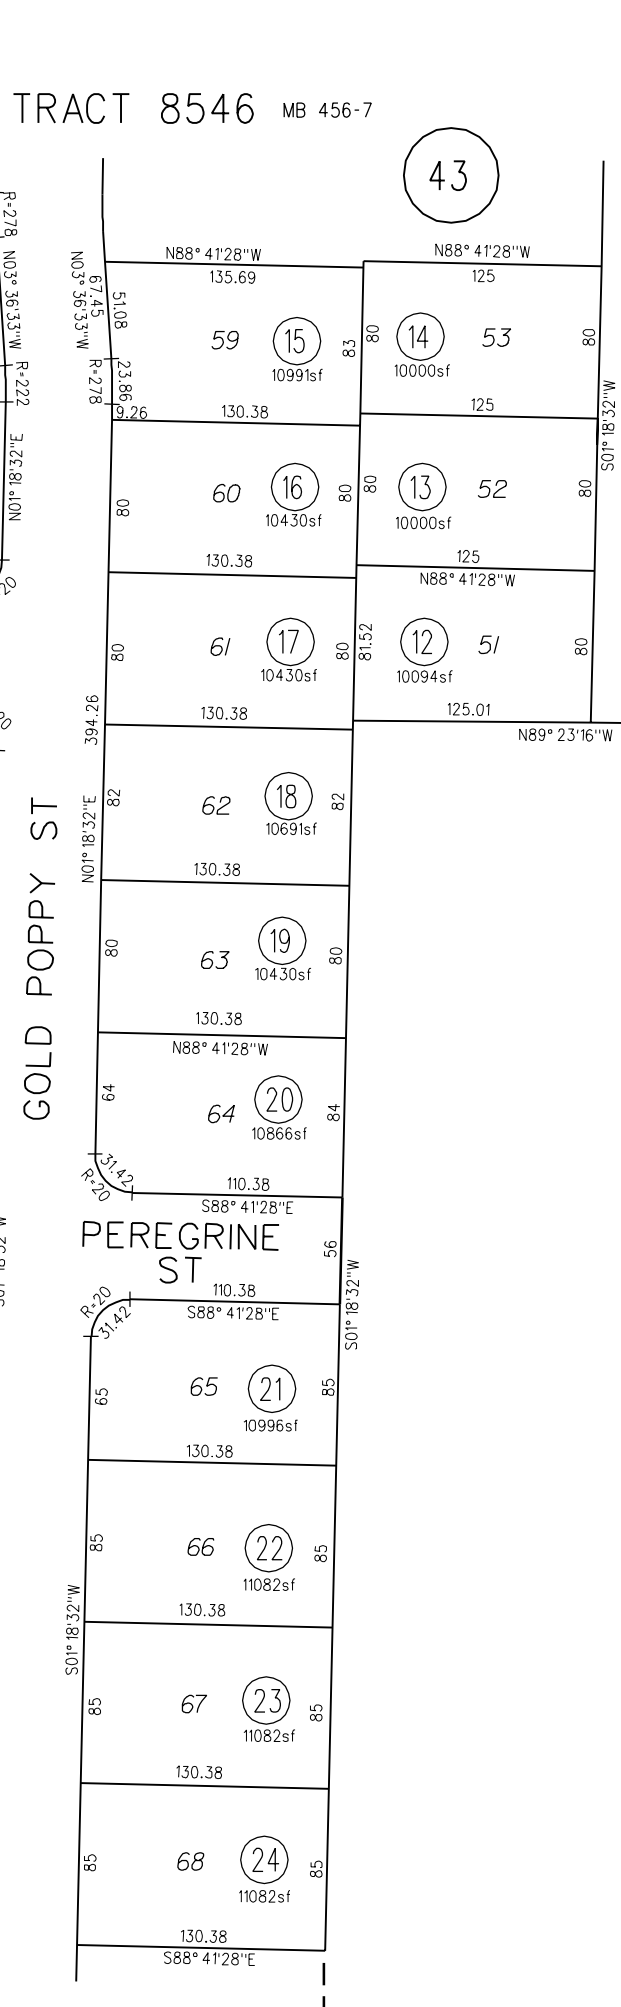 TRACT 8546 MB 456-7
43
R=278
N03° 36'33"W
R=222
N01° 18'32"E
20
N03° 36'33"W
67.45
51.08
R=278
23.86
9.26
N88° 41'28"W
135.69
59
15
10991sf
83
130.38
N88° 41'28"W
125
80
14
53
10000sf
80
125
S01° 18'32"W
80
60
16
10430sf
80
130.38
80
13
52
10000sf
80
125
N88° 41'28"W
80
61
17
10430sf
80
130.38
81.52
12
51
10094sf
80
125.01
N89° 23'16"W
394.26
N01° 18'32"E
GOLD POPPY ST
82
62
18
10691sf
82
130.38
80
63
19
10430sf
80
130.38
N88° 41'28"W
64
64
20
10866sf
84
31.42
R=20
110.38
S88° 41'28"E
PEREGRINE
ST
56
S01° 18'32"W
110.38
S88° 41'28"E
R=20
31.42
65
65
21
10996sf
85
130.38
85
66
22
11082sf
85
130.38
S01° 18'32"W
85
67
23
11082sf
85
130.38
85
68
24
11082sf
85
130.38
S88° 41'28"E